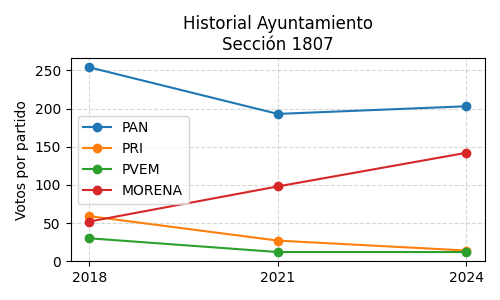 Historial Ayuntamiento
Sección 1807
Votos por partido
250
200
150
100
50
0
PAN
PRI
PVEM
MORENA
2018
2021
2024